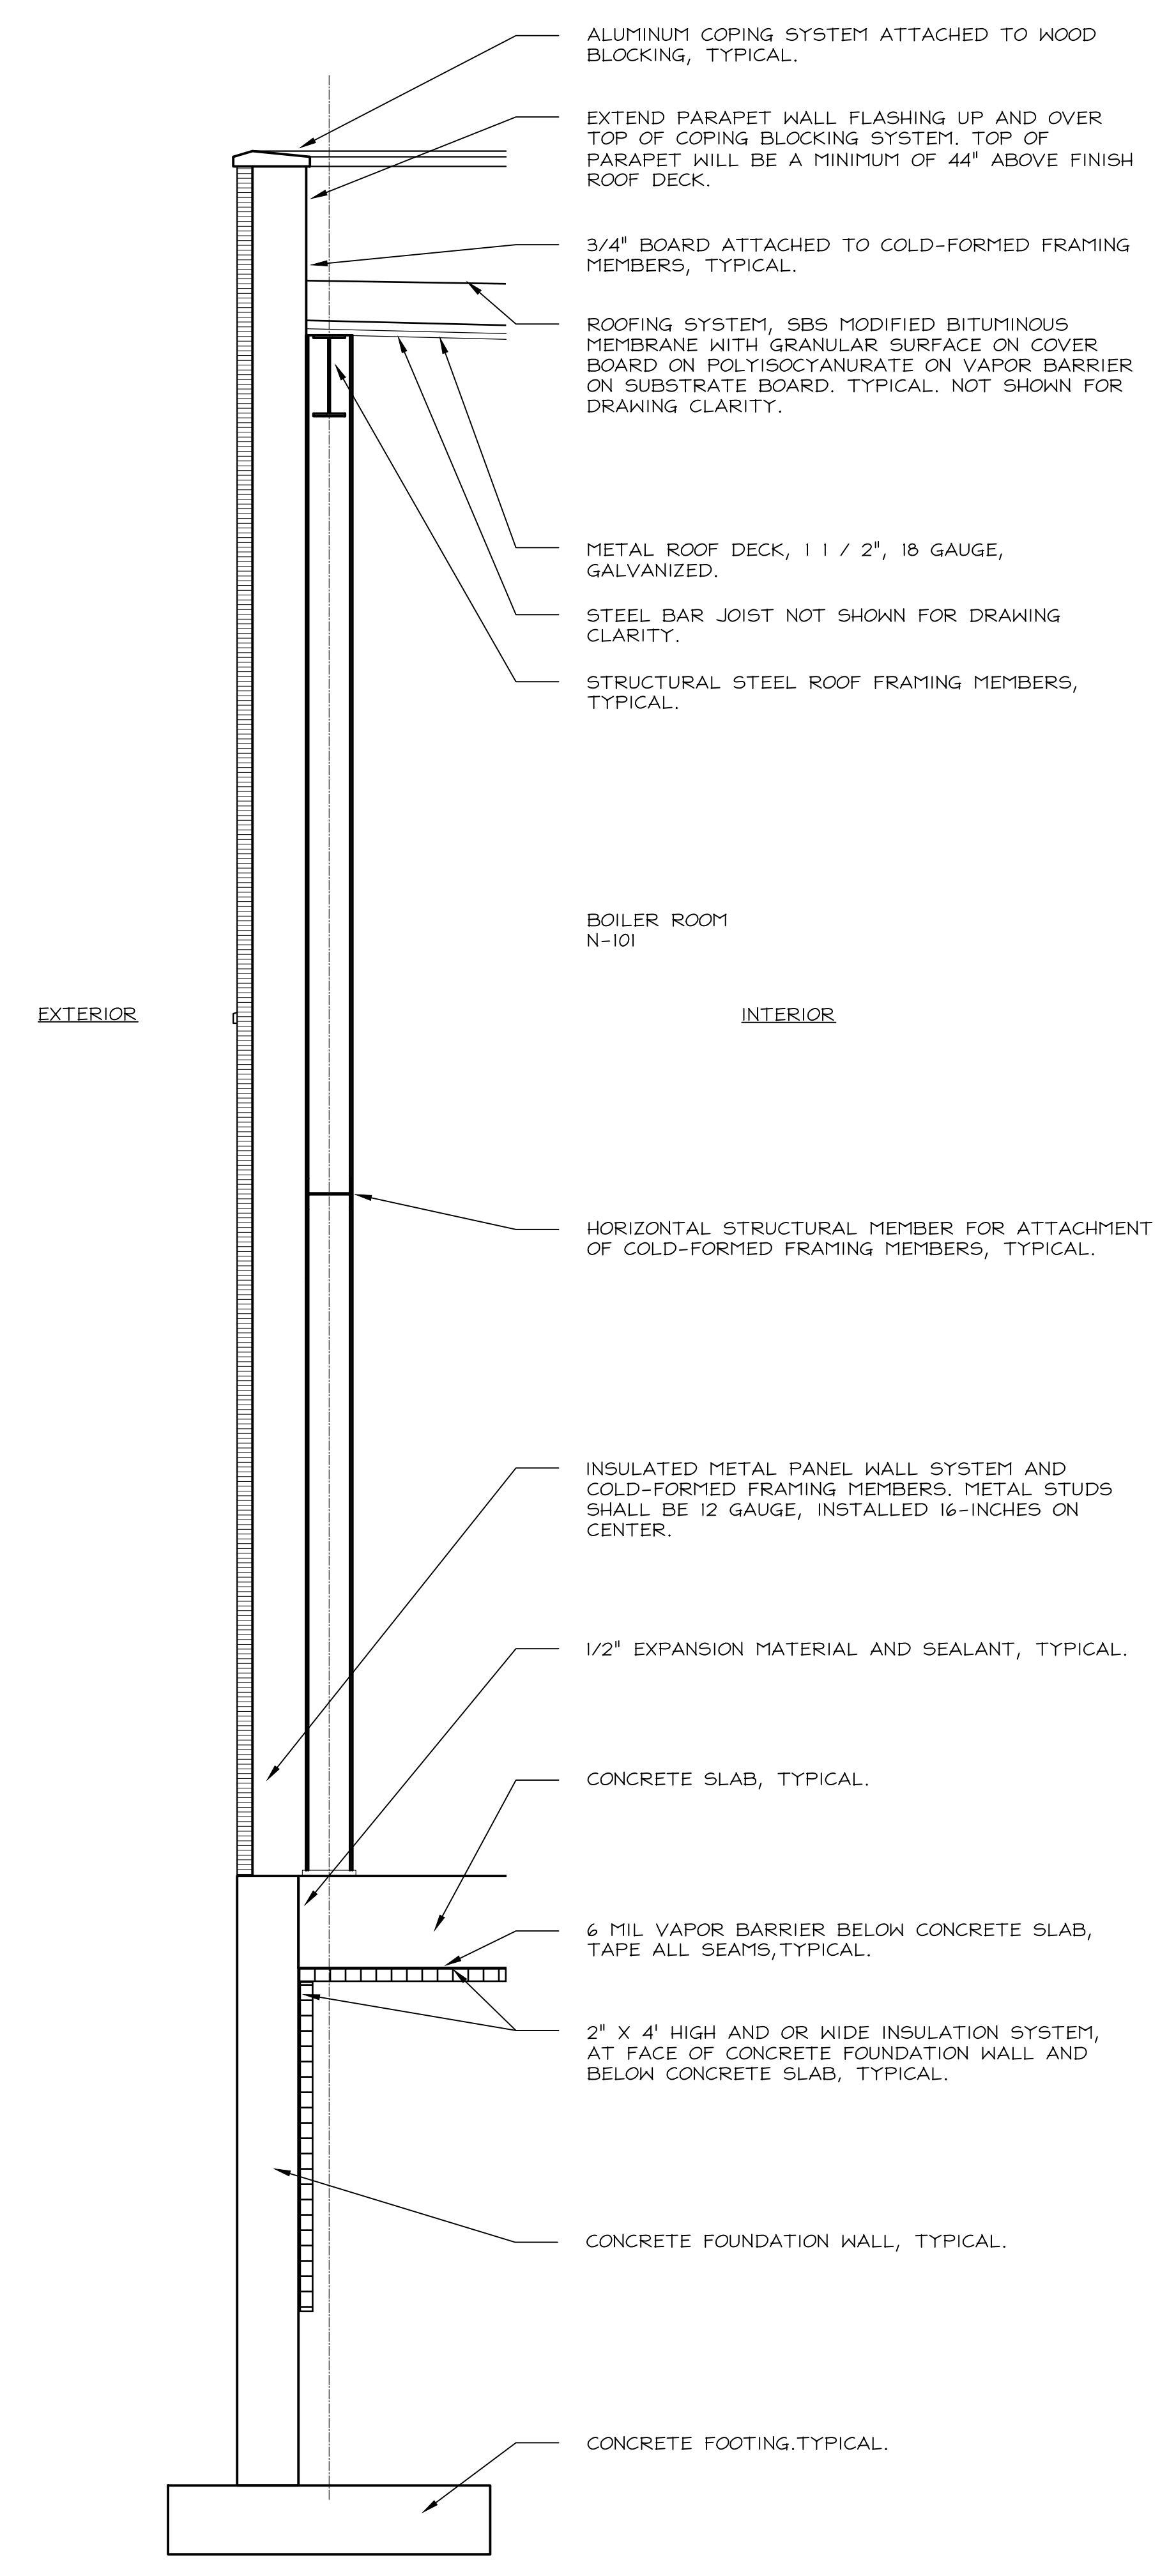 ALUMINUM COPING SYSTEM ATTACHED TO WOOD
BLOCKING, TYPICAL.
EXTEND PARAPET WALL FLASHING UP AND OVER
TOP OF COPING BLOCKING SYSTEM. TOP OF
PARAPET WILL BE A MINIMUM OF 44" ABOVE FINISH
ROOF DECK.
3/4" BOARD ATTACHED TO COLD-FORMED FRAMING
MEMBERS, TYPICAL.
ROOFING SYSTEM, SBS MODIFIED BITUMINOUS
MEMBRANE WITH GRANULAR SURFACE ON COVER
BOARD ON POLYISOCYANURATE ON VAPOR BARRIER
ON SUBSTRATE BOARD. TYPICAL. NOT SHOWN FOR
DRAWING CLARITY.
METAL ROOF DECK, 1 1 / 2", 18 GAUGE,
GALVANIZED.
STEEL BAR JOIST NOT SHOWN FOR DRAWING
CLARITY.
STRUCTURAL STEEL ROOF FRAMING MEMBERS,
TYPICAL.
BOILER ROOM
N-101
EXTERIOR
INTERIOR
HORIZONTAL STRUCTURAL MEMBER FOR ATTACHMENT
OF COLD-FORMED FRAMING MEMBERS, TYPICAL.
INSULATED METAL PANEL WALL SYSTEM AND
COLD-FORMED FRAMING MEMBERS. METAL STUDS
SHALL BE 12 GAUGE, INSTALLED 16-INCHES ON
CENTER.
1/2" EXPANSION MATERIAL AND SEALANT, TYPICAL.
CONCRETE SLAB, TYPICAL.
6 MIL VAPOR BARRIER BELOW CONCRETE SLAB,
TAPE ALL SEAMS,TYPICAL.
2" X 4' HIGH AND OR WIDE INSULATION SYSTEM,
AT FACE OF CONCRETE FOUNDATION WALL AND
BELOW CONCRETE SLAB, TYPICAL.
CONCRETE FOUNDATION WALL, TYPICAL.
CONCRETE FOOTING.TYPICAL.